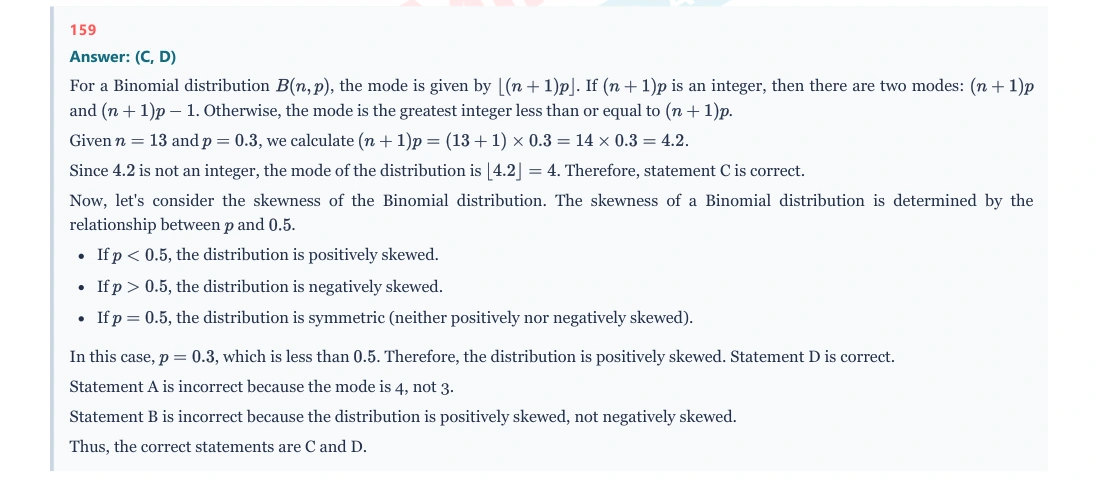 159
Answer: (C, D)
For a Binomial distribution B(n, p), the mode is given by ⌊(n + 1)p⌋. If (n + 1)p is an integer, then there are two modes: (n + 1)p
and (n + 1)p − 1. Otherwise, the mode is the greatest integer less than or equal to (n + 1)p.
Given n = 13 and p = 0.3, we calculate (n + 1)p = (13 + 1) × 0.3 = 14 × 0.3 = 4.2.
Since 4.2 is not an integer, the mode of the distribution is ⌊4.2⌋ = 4. Therefore, statement C is correct.
Now, let's consider the skewness of the Binomial distribution. The skewness of a Binomial distribution is determined by the
relationship between p and 0.5.
• If p < 0.5, the distribution is positively skewed.
• If p > 0.5, the distribution is negatively skewed.
• If p = 0.5, the distribution is symmetric (neither positively nor negatively skewed).
In this case, p = 0.3, which is less than 0.5. Therefore, the distribution is positively skewed. Statement D is correct.
Statement A is incorrect because the mode is 4, not 3.
Statement B is incorrect because the distribution is positively skewed, not negatively skewed.
Thus, the correct statements are C and D.